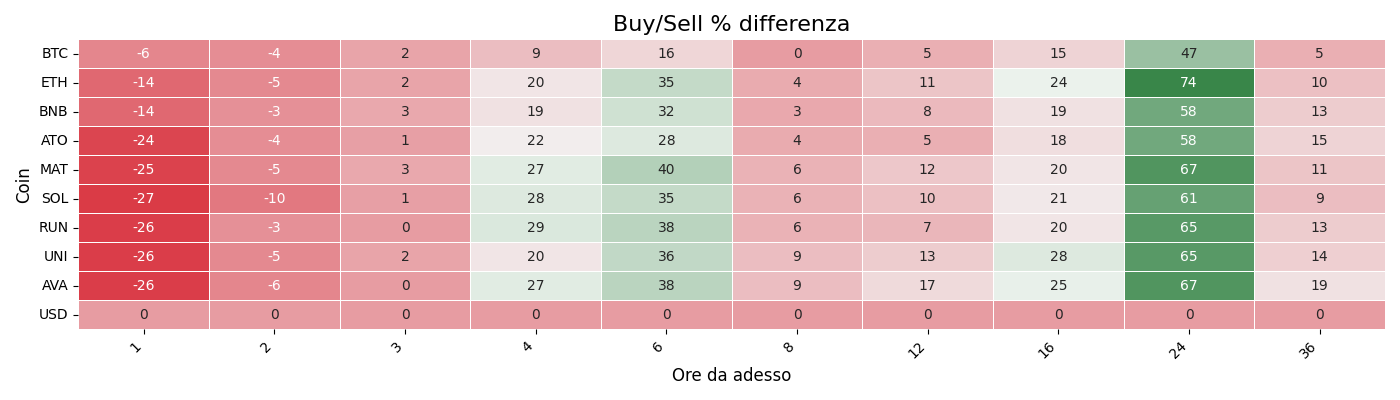 Buy/Sell % differenza
Coin
BTC -6 -4 2 9 16 0 5 15 47 5
ETH -14 -5 2 20 35 4 11 24 74 10
BNB -14 -3 3 19 32 3 8 19 58 13
ATO -24 -4 1 22 28 4 5 18 58 15
MAT -25 -5 3 27 40 6 12 20 67 11
SOL -27 -10 1 28 35 6 10 21 61 9
RUN -26 -3 0 29 38 6 7 20 65 13
UNI -26 -5 2 20 36 9 13 28 65 14
AVA -26 -6 0 27 38 9 17 25 67 19
USD 0 0 0 0 0 0 0 0 0 0
1 2 3 4 6 8 12 16 24 36
Ore da adesso